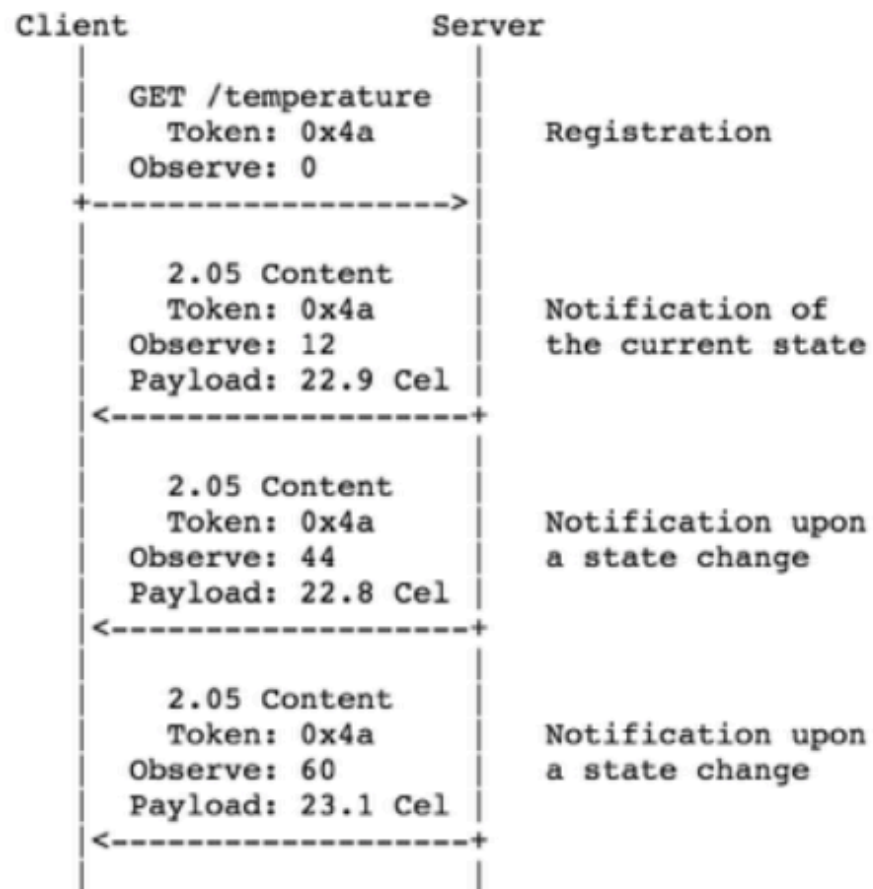 Client Server
GET /temperature
Token: 0x4a Registration
Observe: 0
+-------------------->
2.05 Content
Token: 0x4a Notification of
Observe: 12 the current state
Payload: 22.9 Cel
<--------------------+
2.05 Content
Token: 0x4a Notification upon
Observe: 44 a state change
Payload: 22.8 Cel
<--------------------+
2.05 Content
Token: 0x4a Notification upon
Observe: 60 a state change
Payload: 23.1 Cel
<--------------------+